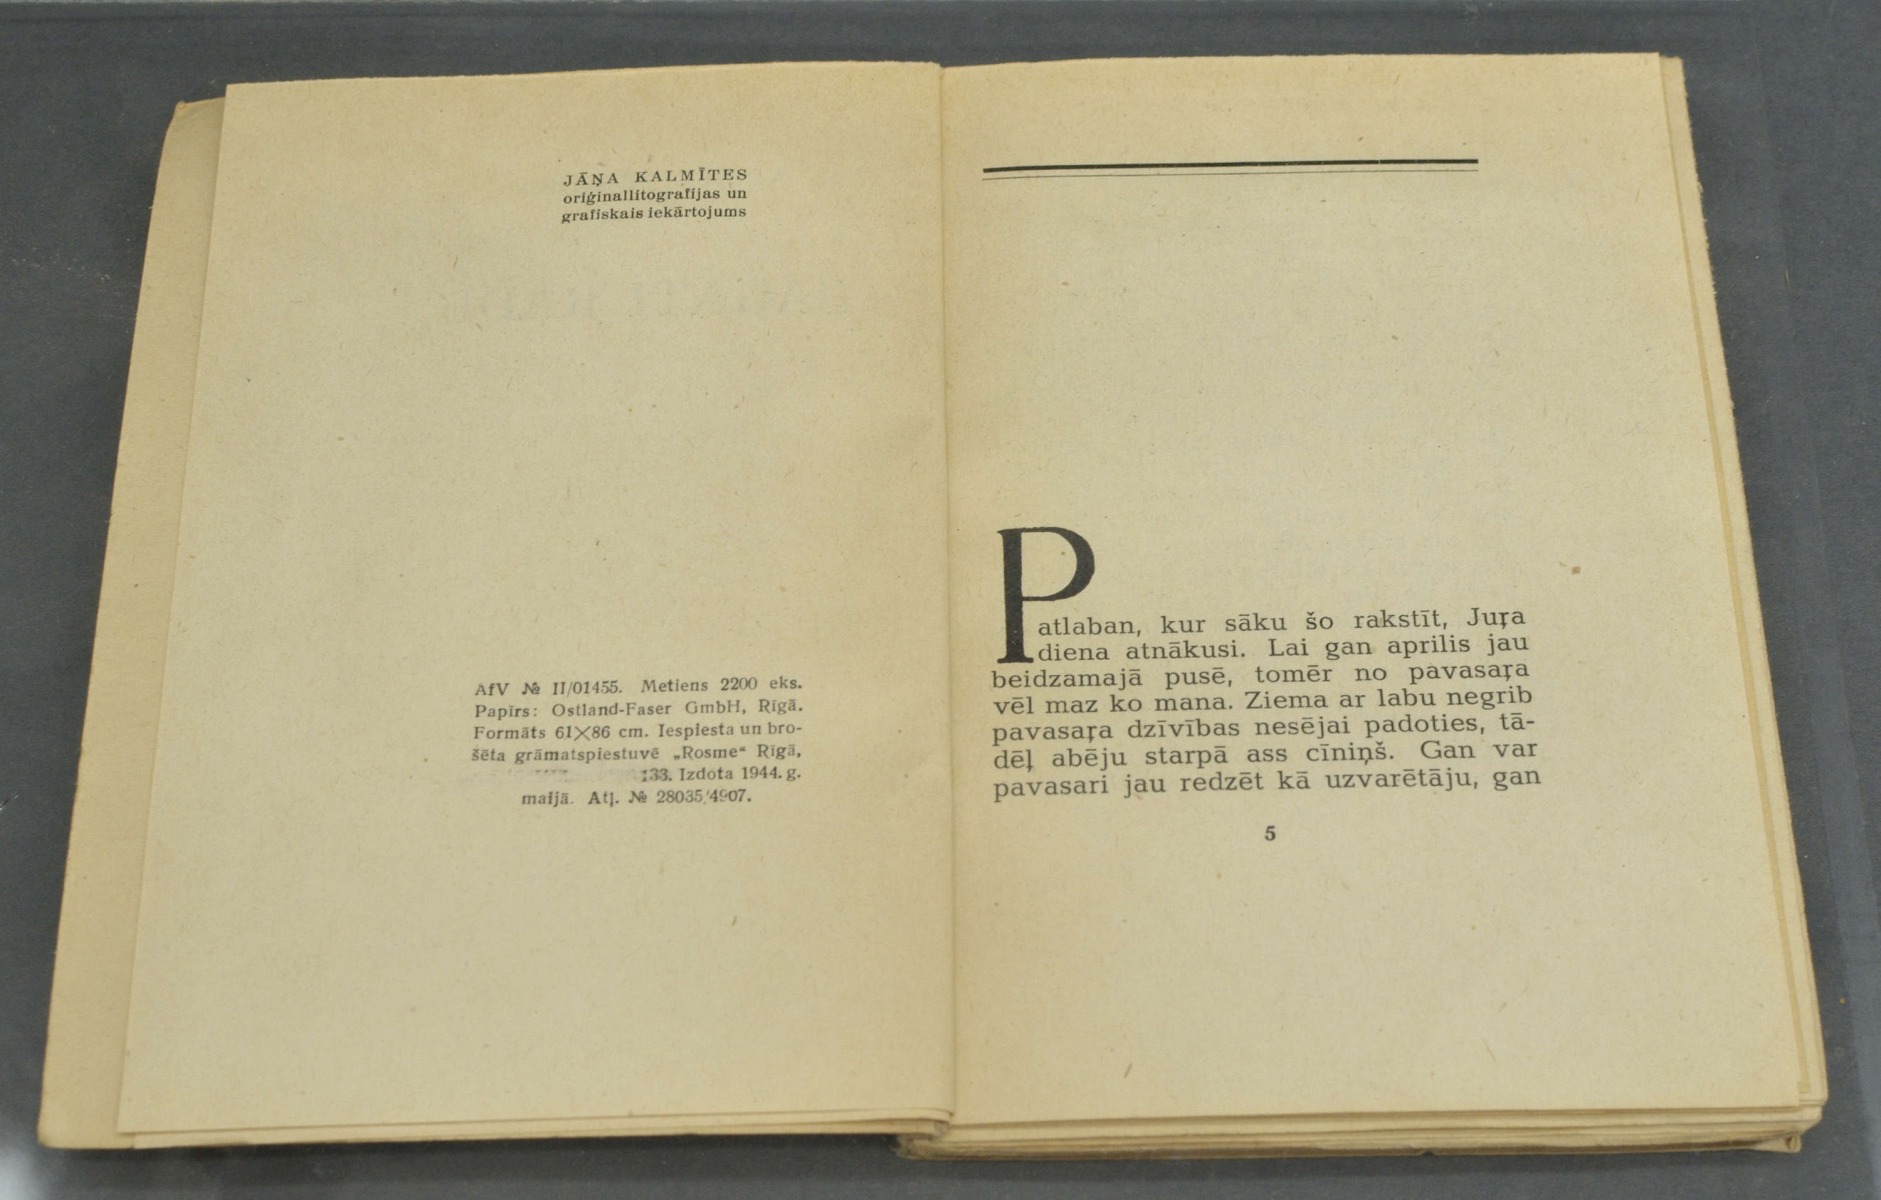 JĀŅA KALMĪTES
oriģinallitografijas un
grafiskais iekārtojums
AfV № II/01455. Metiens 2200 eks.
Papīrs: Ostland-Faser GmbH, Rīgā.
Formāts 61×86 cm. Iespiesta un bro-
šēta grāmatspiestuvē „Rosme“ Rīgā,
133. Izdota 1944. g.
maijā. Atļ. № 28035/4907.
Patlaban, kur sāku šo rakstīt, Juŗa
diena atnākusi. Lai gan aprilis jau
beidzamajā pusē, tomēr no pavasaŗa
vēl maz ko mana. Ziema ar labu negrib
pavasaŗa dzīvības nesējai padoties, tā-
dēļ abēju starpā ass cīniņš. Gan var
pavasari jau redzēt kā uzvarētāju, gan
5